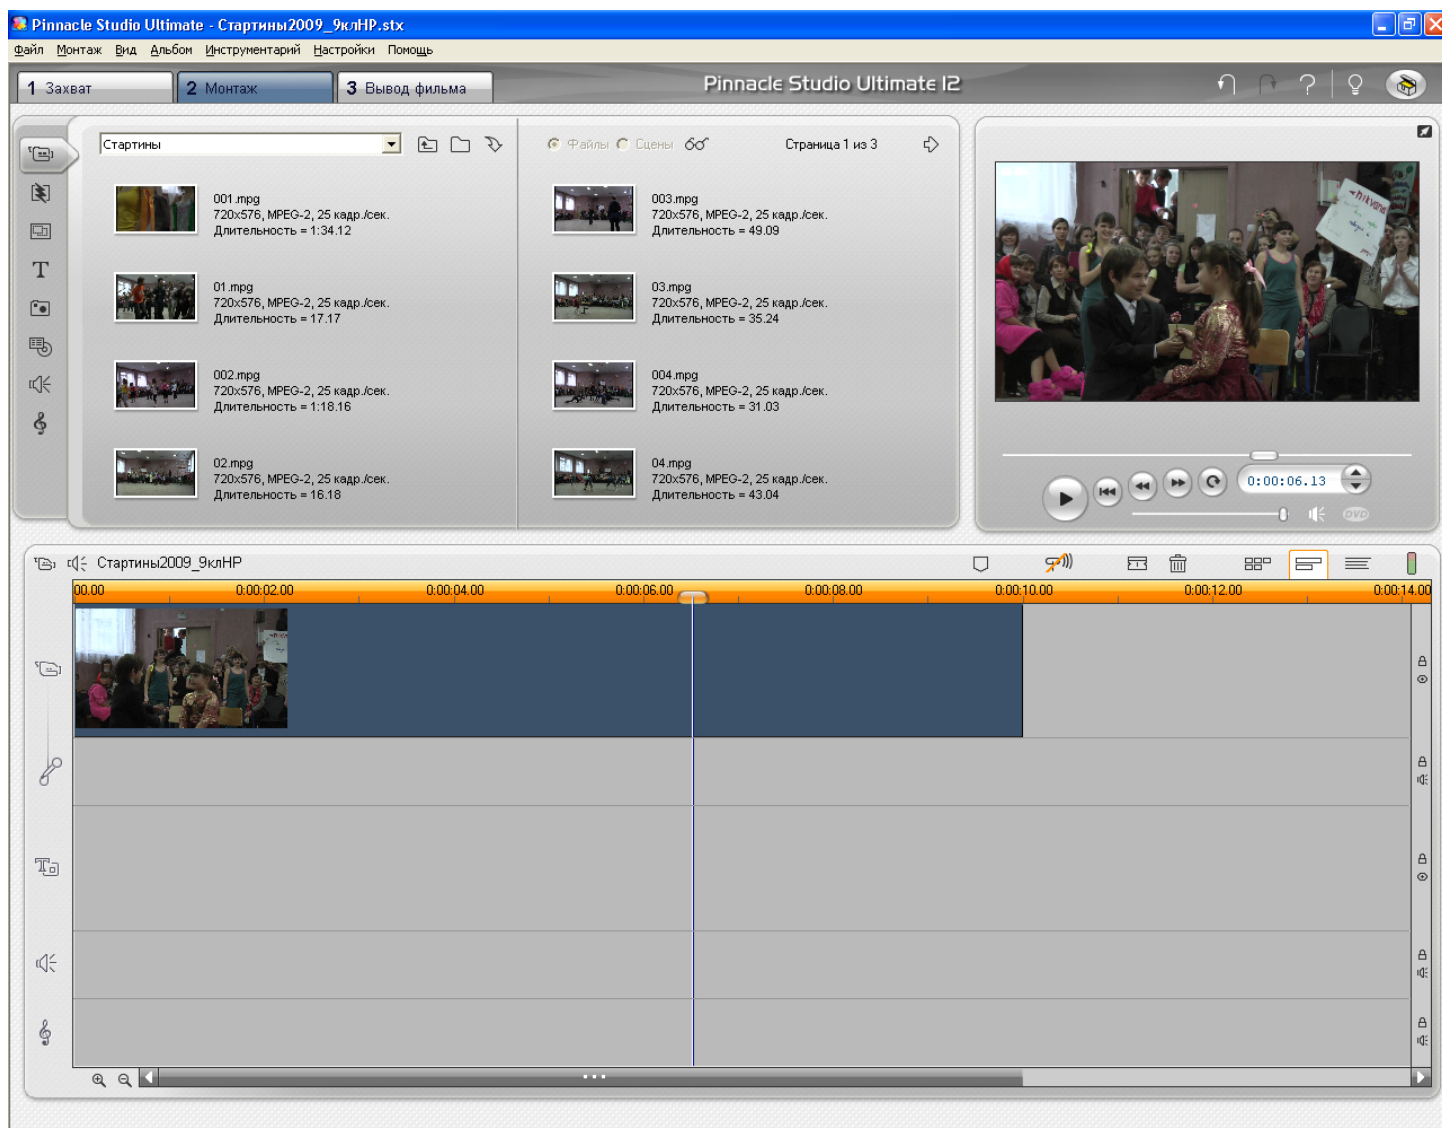 Pinnacle Studio Ultimate - Стартины2009_9клНР.stx
Файл Монтаж Вид Альбом Инструментарий Настройки Помощь
1 Захват
2 Монтаж
3 Вывод фильма
Pinnacle Studio Ultimate 12
Стартины
Файлы Сцены
Страница 1 из 3
001.mpg
720x576, MPEG-2, 25 кадр./сек.
Длительность = 1:34.12
01.mpg
720x576, MPEG-2, 25 кадр./сек.
Длительность = 17.17
002.mpg
720x576, MPEG-2, 25 кадр./сек.
Длительность = 1:18.16
02.mpg
720x576, MPEG-2, 25 кадр./сек.
Длительность = 16.18
003.mpg
720x576, MPEG-2, 25 кадр./сек.
Длительность = 49.09
03.mpg
720x576, MPEG-2, 25 кадр./сек.
Длительность = 35.24
004.mpg
720x576, MPEG-2, 25 кадр./сек.
Длительность = 31.03
04.mpg
720x576, MPEG-2, 25 кадр./сек.
Длительность = 43.04
0:00:06.13
DVD
Стартины2009_9клНР
00.00 0:00:02.00 0:00:04.00 0:00:06.00 0:00:08.00 0:00:10.00 0:00:12.00 0:00:14.00